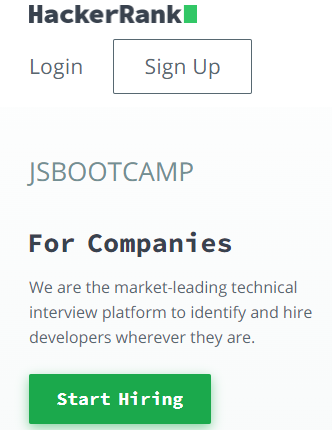 HackerRank
Login
Sign Up
JSBOOTCAMP
For Companies
We are the market-leading technical
interview platform to identify and hire
developers wherever they are.
Start Hiring